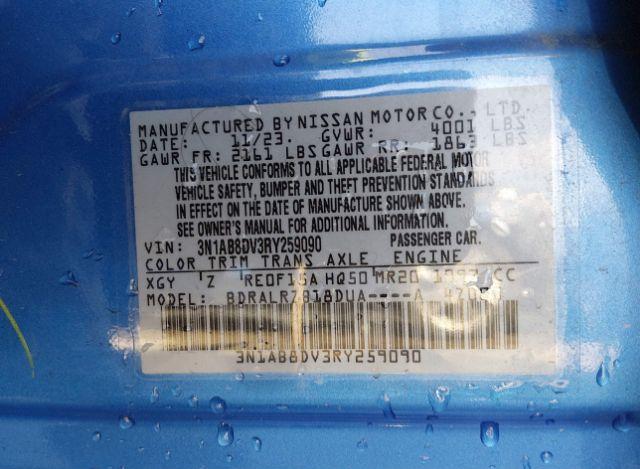 MANUFACTURED BY NISSAN MOTOR CO., LTD.
DATE: 11/23. GVWR: 4001 LBS
GAWR FR: 2161 LBS GAWR RR: 1863 LBS
THIS VEHICLE CONFORMS TO ALL APPLICABLE FEDERAL MOTOR
VEHICLE SAFETY, BUMPER AND THEFT PREVENTION STANDARDS
IN EFFECT ON THE DATE OF MANUFACTURE SHOWN ABOVE.
SEE OWNER'S MANUAL FOR ADDITIONAL INFORMATION.
VIN: 3N1AB8DV3RY259090 PASSENGER CAR.
COLOR TRIM TRANS AXLE ENGINE
XGY Z RE0F15A HQ50 MR20 1997 CC
MODEL: BDRALR7818DUA----A
3N1AB8DV3RY259090